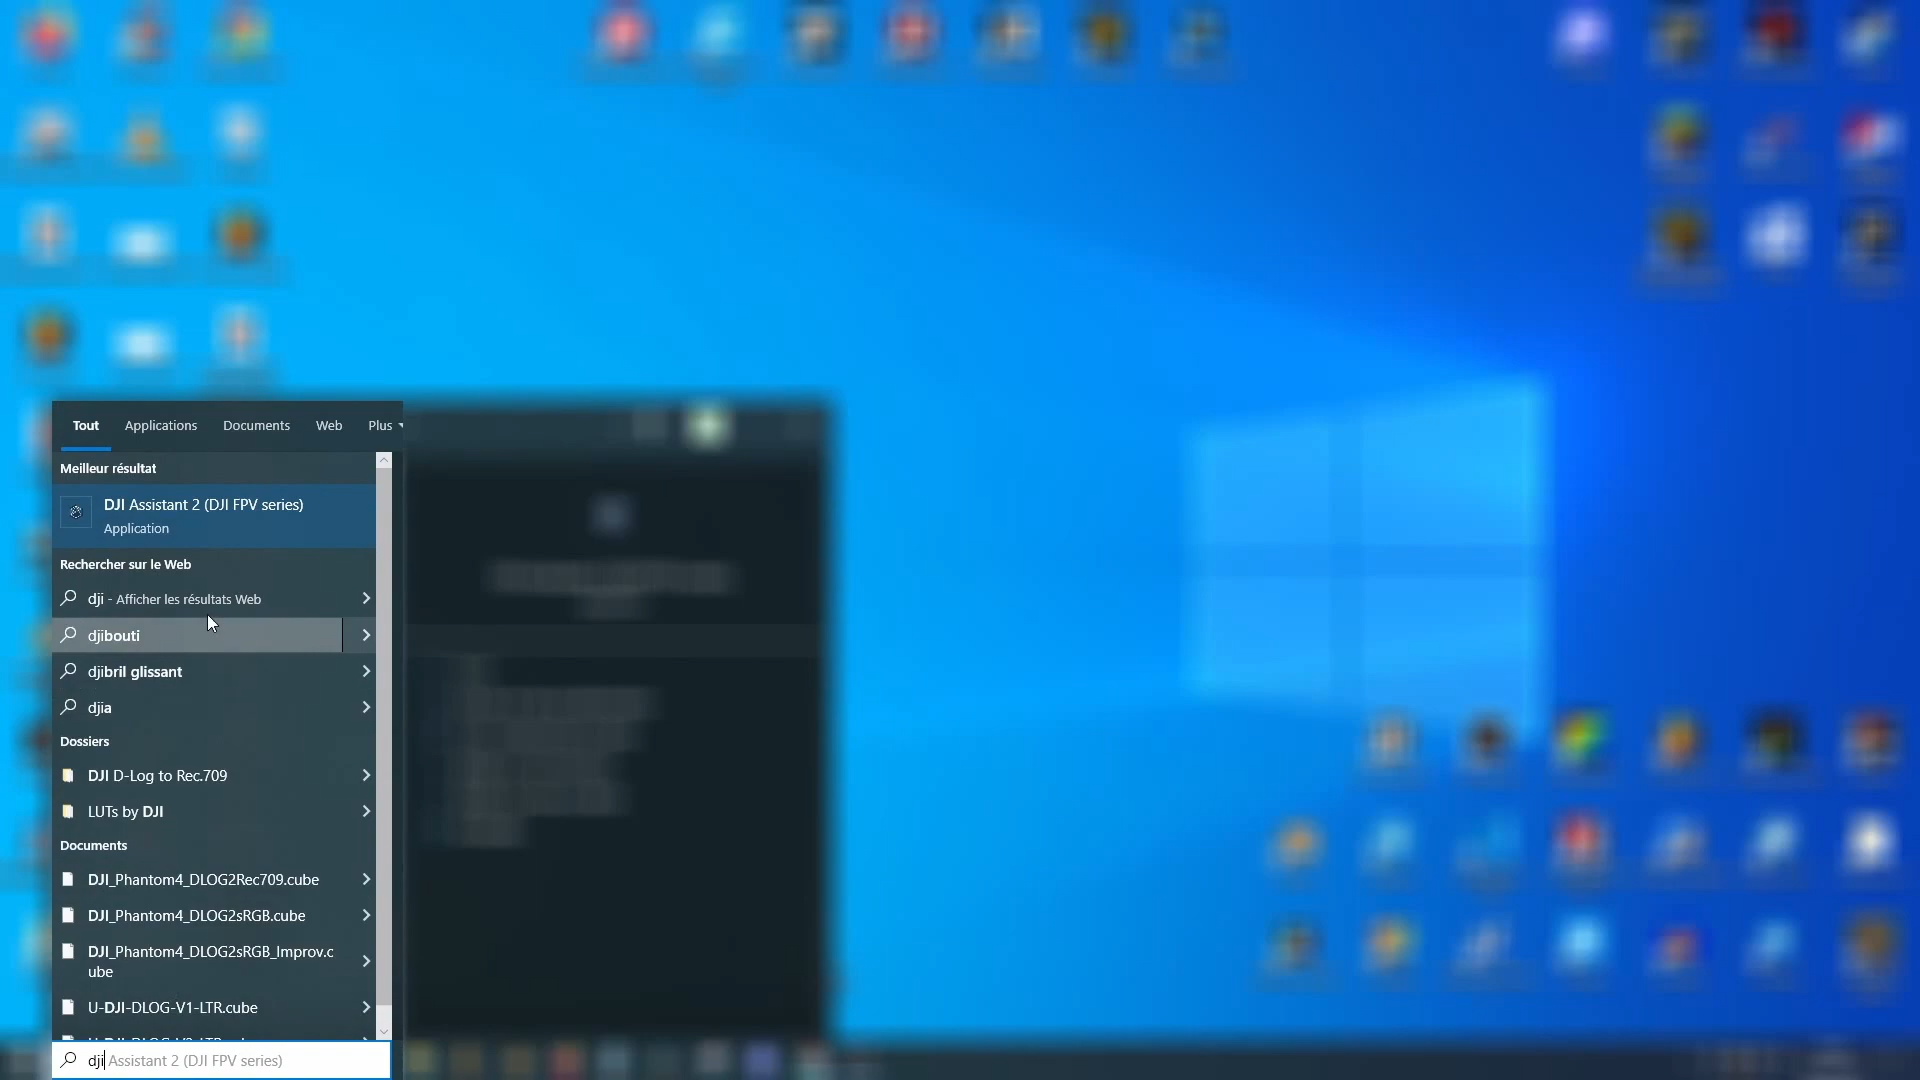 Tout Applications Documents Web Plus
Meilleur résultat
DJI Assistant 2 (DJI FPV series)
Application
Rechercher sur le Web
dji - Afficher les résultats Web
djibouti
djibril glissant
djia
Dossiers
DJI D-Log to Rec.709
LUTs by DJI
Documents
DJI_Phantom4_DLOG2Rec709.cube
DJI_Phantom4_DLOG2sRGB.cube
DJI_Phantom4_DLOG2sRGB_Improv.c
ube
U-DJI-DLOG-V1-LTR.cube
dji Assistant 2 (DJI FPV series)